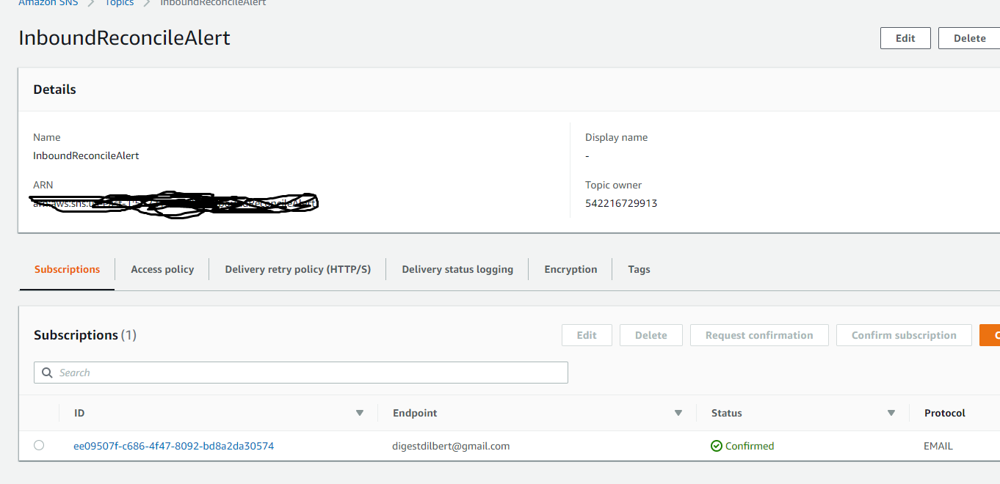 Amazon SNS > Topics > InboundReconcileAlert
InboundReconcileAlert
Edit Delete
Details
Name
InboundReconcileAlert
ARN
Display name
-
Topic owner
542216729913
Subscriptions Access policy Delivery retry policy (HTTP/S) Delivery status logging Encryption Tags
Subscriptions (1)
Edit Delete Request confirmation Confirm subscription
Search
ID Endpoint Status Protocol
ee09507f-c686-4f47-8092-bd8a2da30574 digestdilbert@gmail.com Confirmed EMAIL